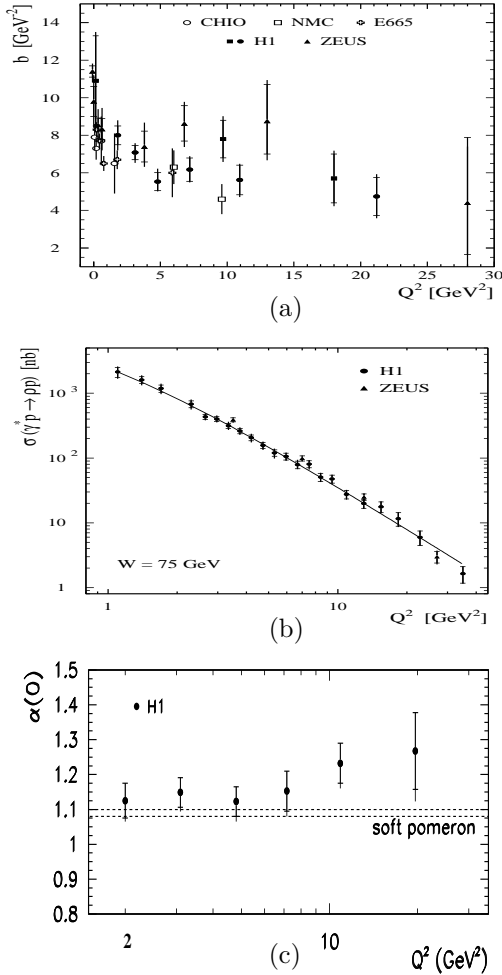 b [GeV²]
CHIO NMC E665
H1 ZEUS
14
12
10
8
6
4
2
0 5 10 15 20 25 30
Q² [GeV²]
(a)
σ(γ* p→ρp) [nb]
H1
ZEUS
10³
10²
10
1
W = 75 GeV
1 10
Q² [GeV²]
(b)
α(0)
1.5
H1
1.4
1.3
1.2
1.1
soft pomeron
1
0.9
0.8
2 10 Q² (GeV²)
(c)